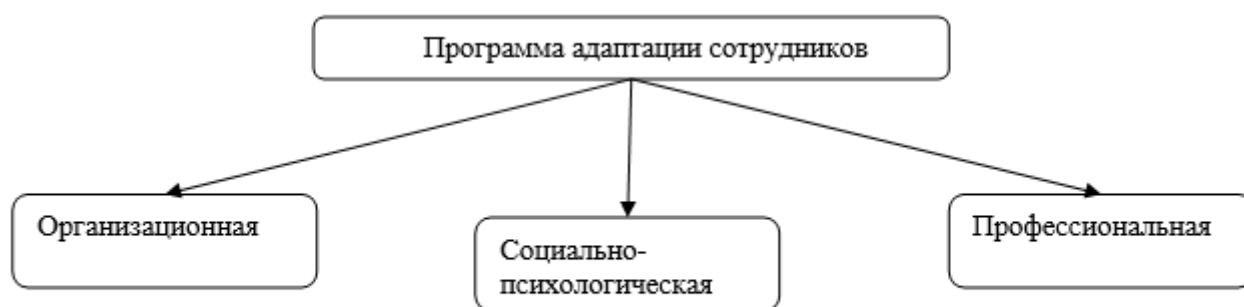 Программа адаптации сотрудников
Организационная
Социально-
психологическая
Профессиональная